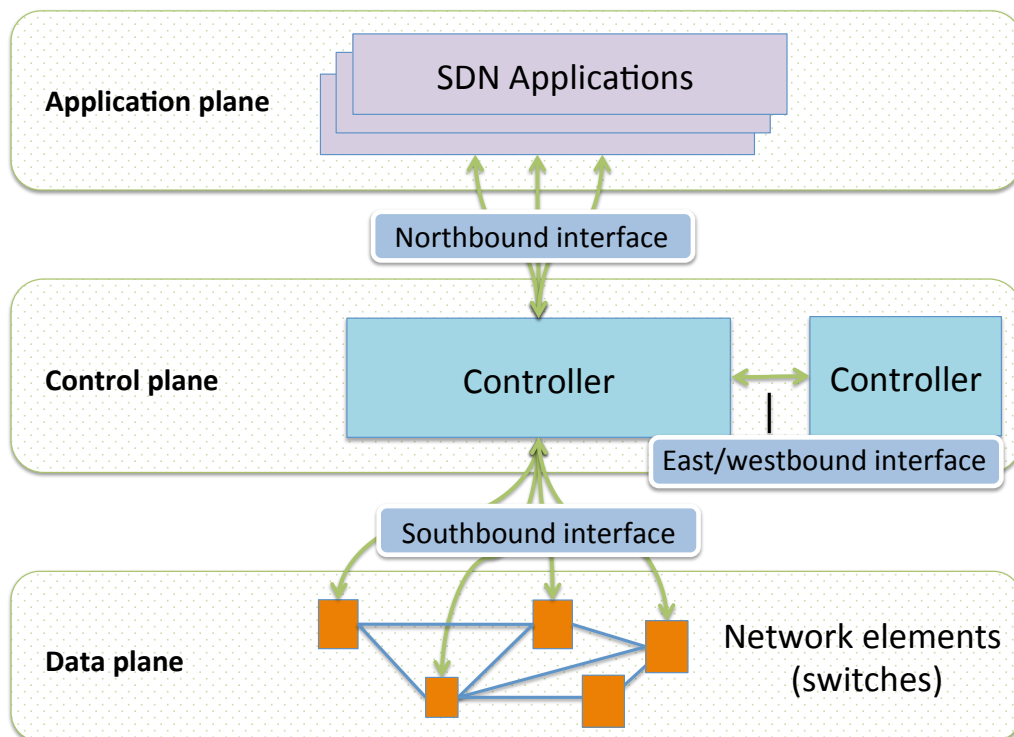 SDN Applications
Application plane
Northbound interface
Control plane
Controller
Controller
East/westbound interface
Southbound interface
Network elements
(switches)
Data plane